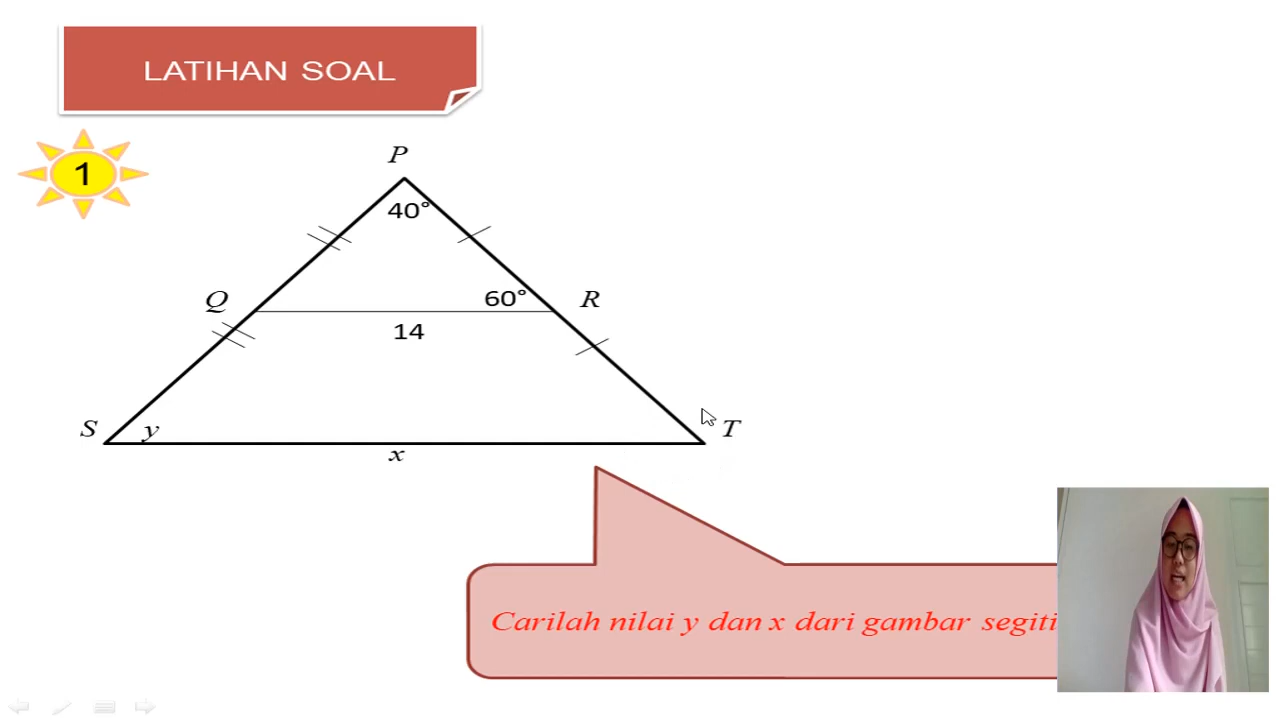 LATIHAN SOAL
1
P
40°
Q
60°
R
14
S
y
T
x
Carilah nilai y dan x dari gambar segiti